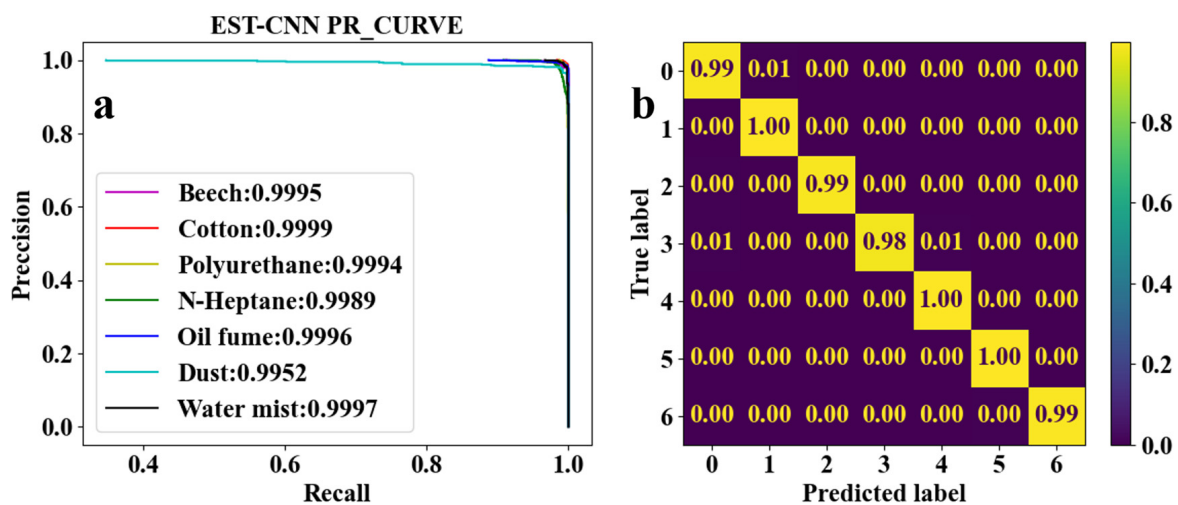 EST-CNN PR_CURVE
a
Preccision
1.0
0.8
0.6
0.4
0.2
0.0
Beech:0.9995
Cotton:0.9999
Polyurethane:0.9994
N-Heptane:0.9989
Oil fume:0.9996
Dust:0.9952
Water mist:0.9997
0.4 0.6 0.8 1.0
Recall
b
True label
0 0.99 0.01 0.00 0.00 0.00 0.00 0.00
1 0.00 1.00 0.00 0.00 0.00 0.00 0.00
2 0.00 0.00 0.99 0.00 0.00 0.00 0.00
3 0.01 0.00 0.00 0.98 0.01 0.00 0.00
4 0.00 0.00 0.00 0.00 1.00 0.00 0.00
5 0.00 0.00 0.00 0.00 0.00 1.00 0.00
6 0.00 0.00 0.00 0.00 0.00 0.00 0.99
0 1 2 3 4 5 6
Predicted label
0.8
0.6
0.4
0.2
0.0